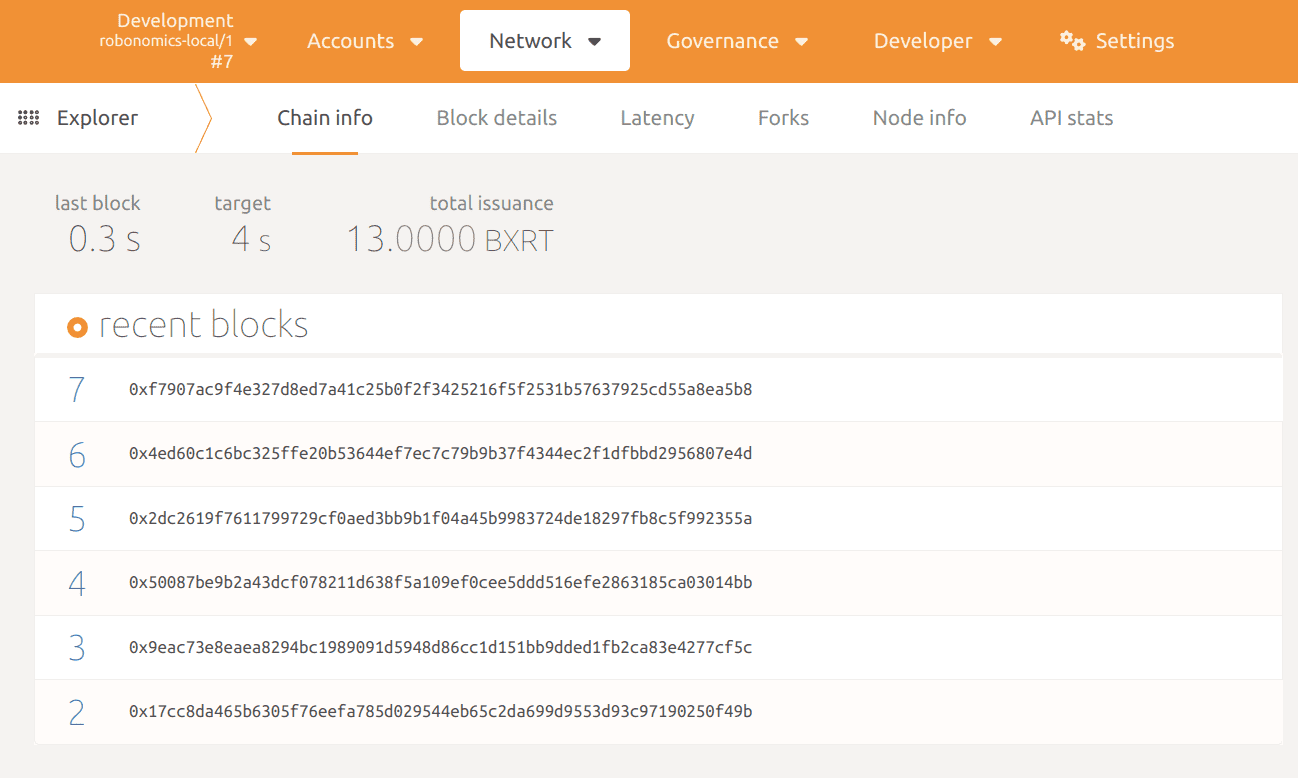 Development
robonomics-local/1
#7
Accounts
Network
Governance
Developer
Settings
Explorer
Chain info
Block details
Latency
Forks
Node info
API stats
last block
0.3 s
target
4 s
total issuance
13.0000 BXRT
recent blocks
7 0xf7907ac9f4e327d8ed7a41c25b0f2f3425216f5f2531b57637925cd55a8ea5b8
6 0x4ed60c1c6bc325ffe20b53644ef7ec7c79b9b37f4344ec2f1dfbbd2956807e4d
5 0x2dc2619f7611799729cf0aed3bb9b1f04a45b9983724de18297fb8c5f992355a
4 0x50087be9b2a43dcf078211d638f5a109ef0cee5ddd516efe2863185ca03014bb
3 0x9eac73e8eaea8294bc1989091d5948d86cc1d151bb9dded1fb2ca83e4277cf5c
2 0x17cc8da465b6305f76eefa785d029544eb65c2da699d9553d93c97190250f49b